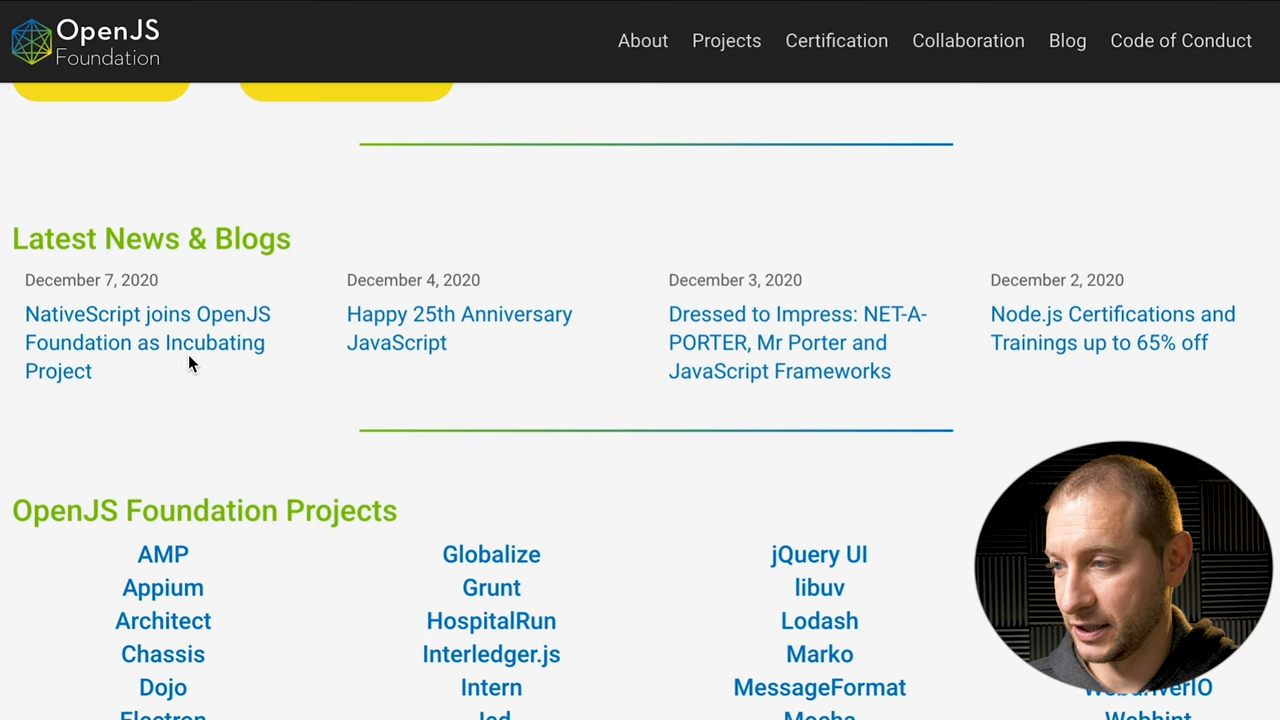 OpenJS
Foundation
About Projects Certification Collaboration Blog Code of Conduct
Latest News & Blogs
December 7, 2020
NativeScript joins OpenJS
Foundation as Incubating
Project
December 4, 2020
Happy 25th Anniversary
JavaScript
December 3, 2020
Dressed to Impress: NET-A-
PORTER, Mr Porter and
JavaScript Frameworks
December 2, 2020
Node.js Certifications and
Trainings up to 65% off
OpenJS Foundation Projects
AMP
Appium
Architect
Chassis
Dojo
Electron
Globalize
Grunt
HospitalRun
Interledger.js
Intern
Jed
jQuery UI
libuv
Lodash
Marko
MessageFormat
Mocha
WebdriverIO
Webhint